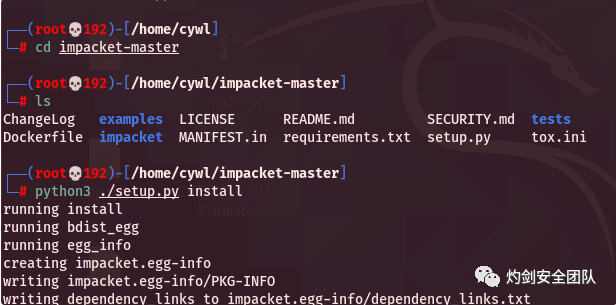 ┌──(root💀192)-[/home/cywl]
└─# cd impacket-master
┌──(root💀192)-[/home/cywl/impacket-master]
└─# ls
ChangeLog   examples  LICENSE      README.md         SECURITY.md  tests
Dockerfile  impacket  MANIFEST.in  requirements.txt  setup.py     tox.ini
┌──(root💀192)-[/home/cywl/impacket-master]
└─# python3 ./setup.py install
running install
running bdist_egg
running egg_info
creating impacket.egg-info
writing impacket.egg-info/PKG-INFO
writing dependency_links to impacket.egg-info/dependency_links.txt
灼剑安全团队